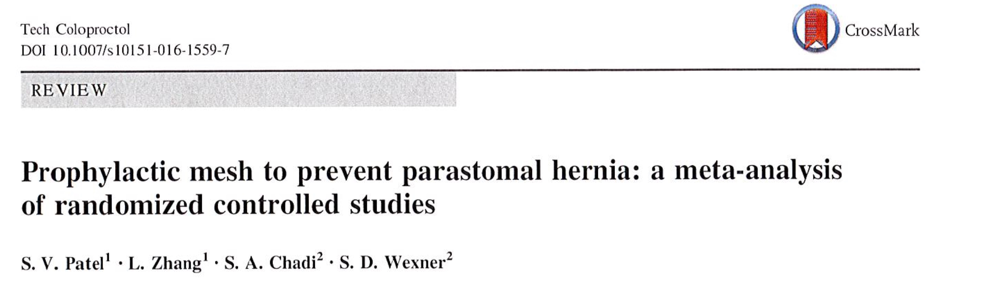 Tech Coloproctol
DOI 10.1007/s10151-016-1559-7
CrossMark
REVIEW
Prophylactic mesh to prevent parastomal hernia: a meta-analysis
of randomized controlled studies
S. V. Patel¹ · L. Zhang¹ · S. A. Chadi² · S. D. Wexner²